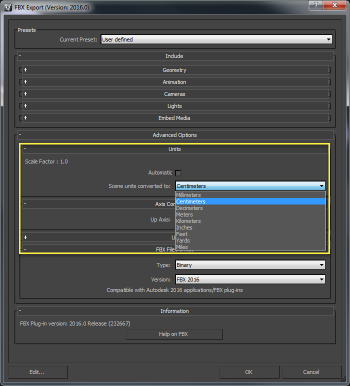 FBX Export (Version: 2016.0)
Presets
Current Preset: User defined
- Include
+ Geometry
+ Animation
+ Cameras
+ Lights
+ Embed Media
- Advanced Options
- Units
Scale Factor : 1.0
Automatic
Scene units converted to: Centimeters
Millimeters
Centimeters
Decimeters
Meters
Kilometers
Inches
Feet
Yards
Miles
- Axis Con
Up Axis:
+ U
- FBX File
Type: Binary
Version: FBX 2016
Compatible with Autodesk 2016 applications/FBX plug-ins
- Information
FBX Plug-in version: 2016.0 Release (232667)
Help on FBX
Edit... OK Cancel